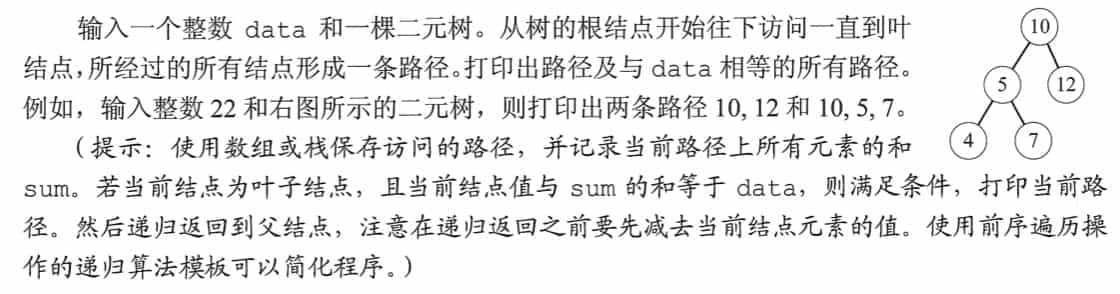 输入一个整数 data 和一棵二元树。从树的根结点开始往下访问一直到叶
结点,所经过的所有结点形成一条路径。打印出路径及与 data 相等的所有路径。
例如，输入整数 22 和右图所示的二元树，则打印出两条路径 10, 12 和 10, 5, 7。
（提示：使用数组或栈保存访问的路径，并记录当前路径上所有元素的和
sum。若当前结点为叶子结点，且当前结点值与 sum 的和等于 data，则满足条件，打印当前路
径。然后递归返回到父结点，注意在递归返回之前要先减去当前结点元素的值。使用前序遍历操
作的递归算法模板可以简化程序。）
10
5
12
4
7